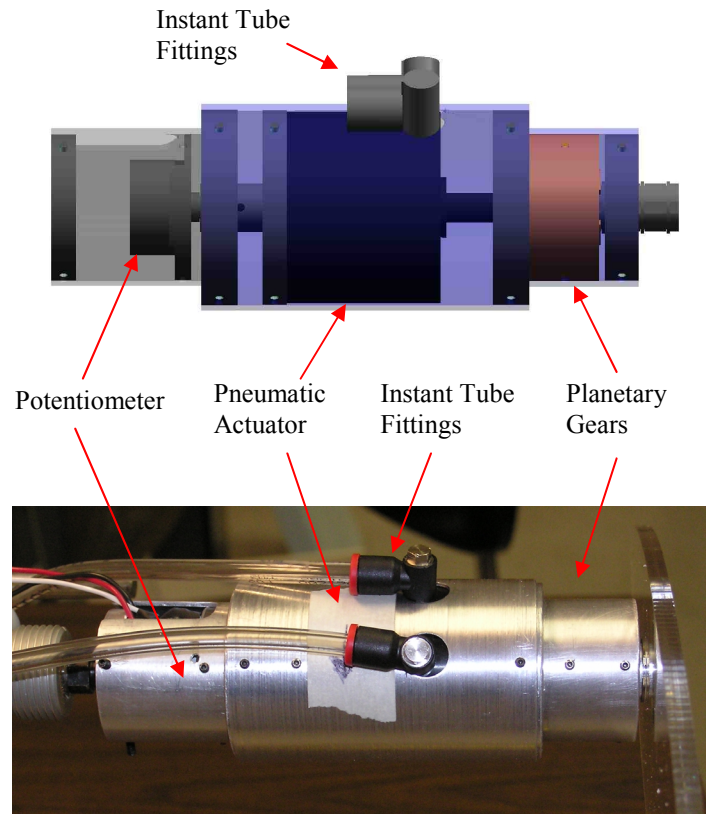 Instant Tube
Fittings
Potentiometer
Pneumatic
Actuator
Instant Tube
Fittings
Planetary
Gears